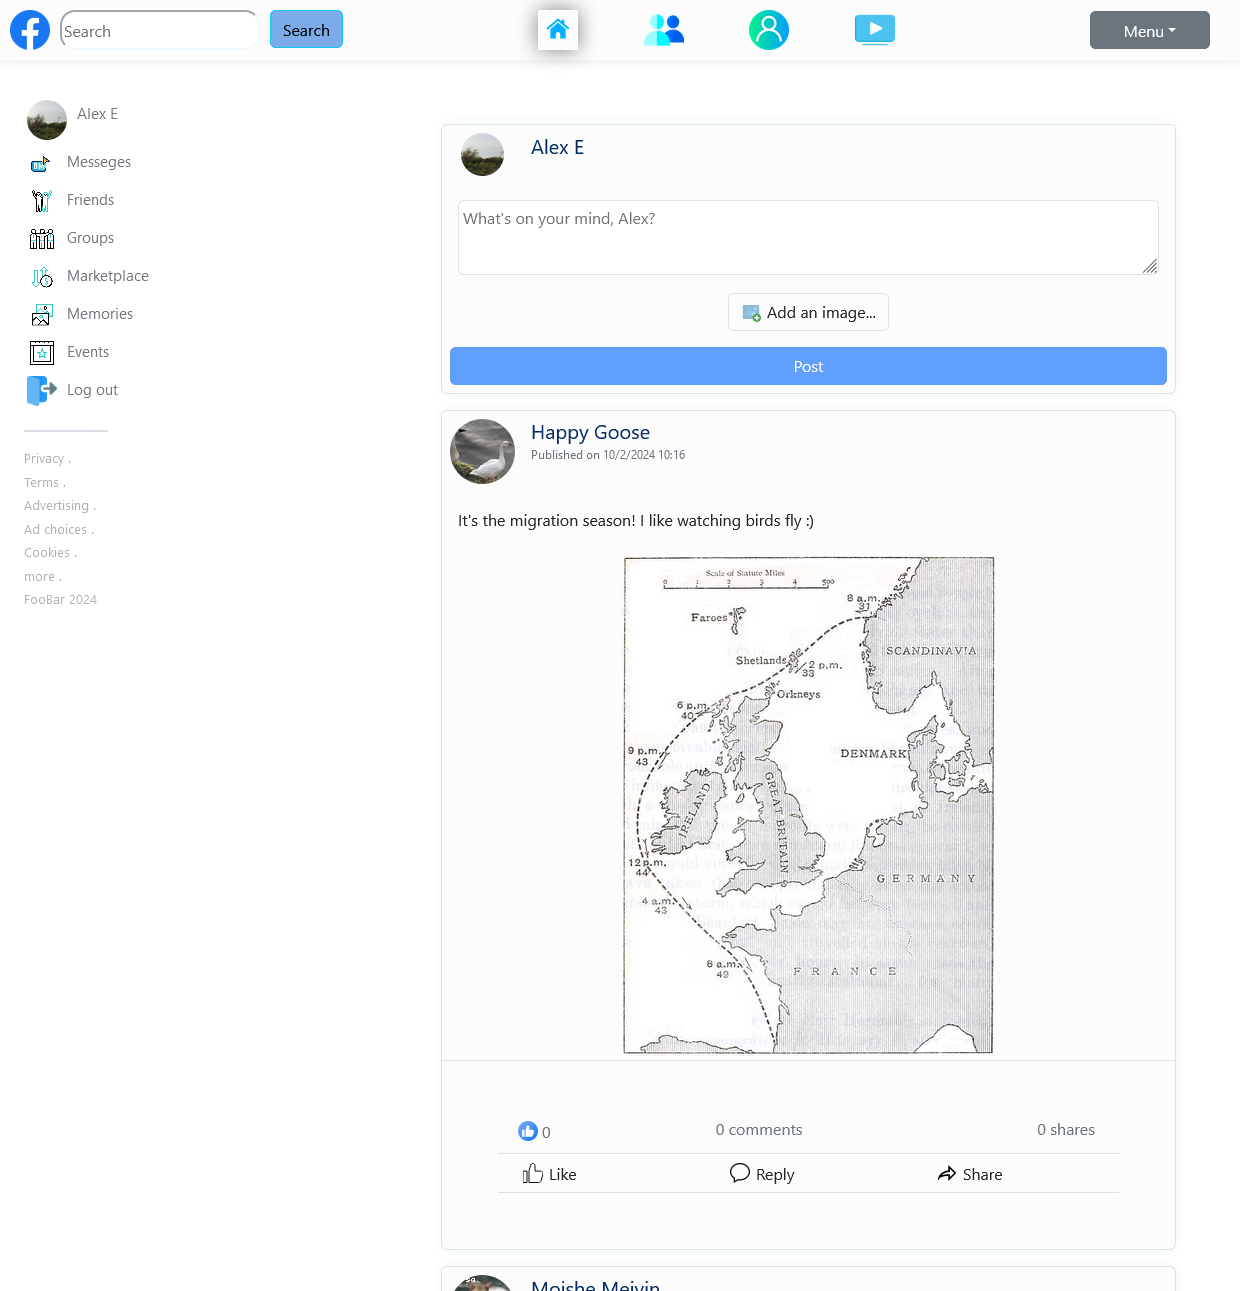 Search
Search
Menu
Alex E
Messeges
Friends
Groups
Marketplace
Memories
Events
Log out
Privacy .
Terms .
Advertising .
Ad choices .
Cookies .
more .
FooBar 2024
Alex E
What's on your mind, Alex?
Add an image...
Post
Happy Goose
Published on 10/2/2024 10:16
It's the migration season! I like watching birds fly :)
Scale of Statute Miles
0 1 2 3 4 500
8 a.m.
31
Faroes
SCANDINAVIA
Shetlands
2 p.m.
33
Orkneys
6 p.m.
40
9 p.m.
43
DENMARK
IRELAND
GREAT BRITAIN
12 p.m.
44
GERMANY
4 a.m.
43
8 a.m.
49
FRANCE
0
0 comments
0 shares
Like
Reply
Share
Moishe Meivin